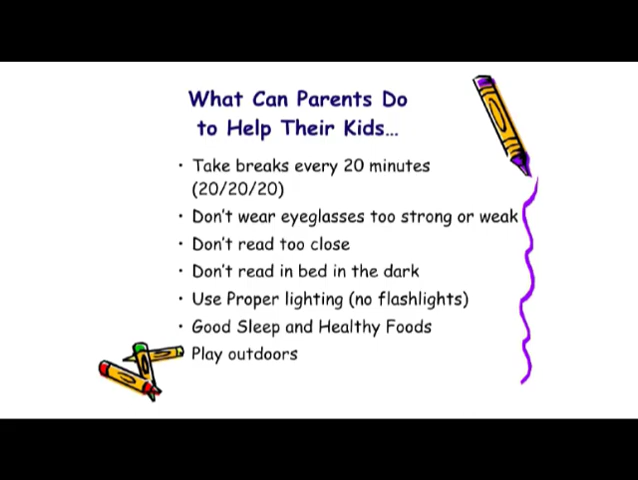 What Can Parents Do
to Help Their Kids...
• Take breaks every 20 minutes
(20/20/20)
• Don't wear eyeglasses too strong or weak
• Don't read too close
• Don't read in bed in the dark
• Use Proper lighting (no flashlights)
• Good Sleep and Healthy Foods
Play outdoors